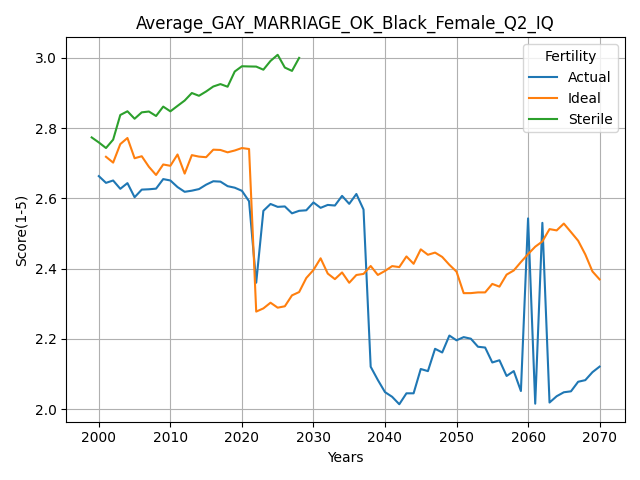 Average_GAY_MARRIAGE_OK_Black_Female_Q2_IQ
Fertility
Actual
Ideal
Sterile
Score(1-5)
3.0
2.8
2.6
2.4
2.2
2.0
2000 2010 2020 2030 2040 2050 2060 2070
Years